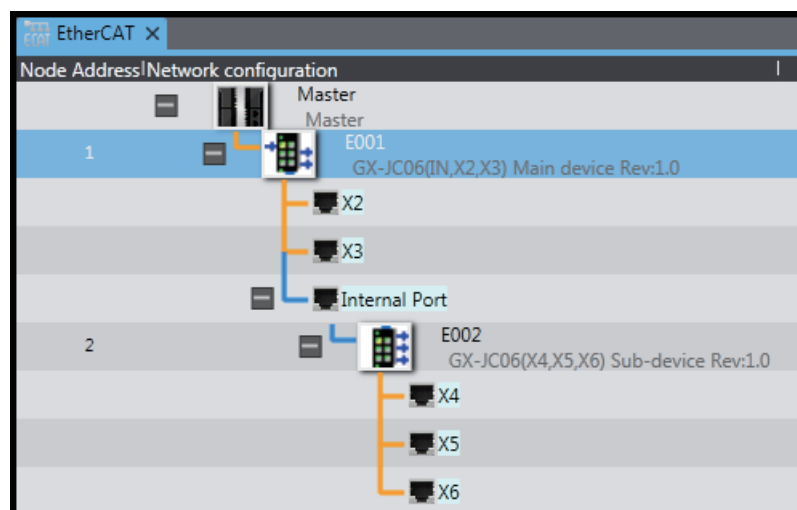 ECAT EtherCAT
Node Address Network configuration
Master
Master
1 E001
GX-JC06(IN,X2,X3) Main device Rev:1.0
X2
X3
Internal Port
2 E002
GX-JC06(X4,X5,X6) Sub-device Rev:1.0
X4
X5
X6